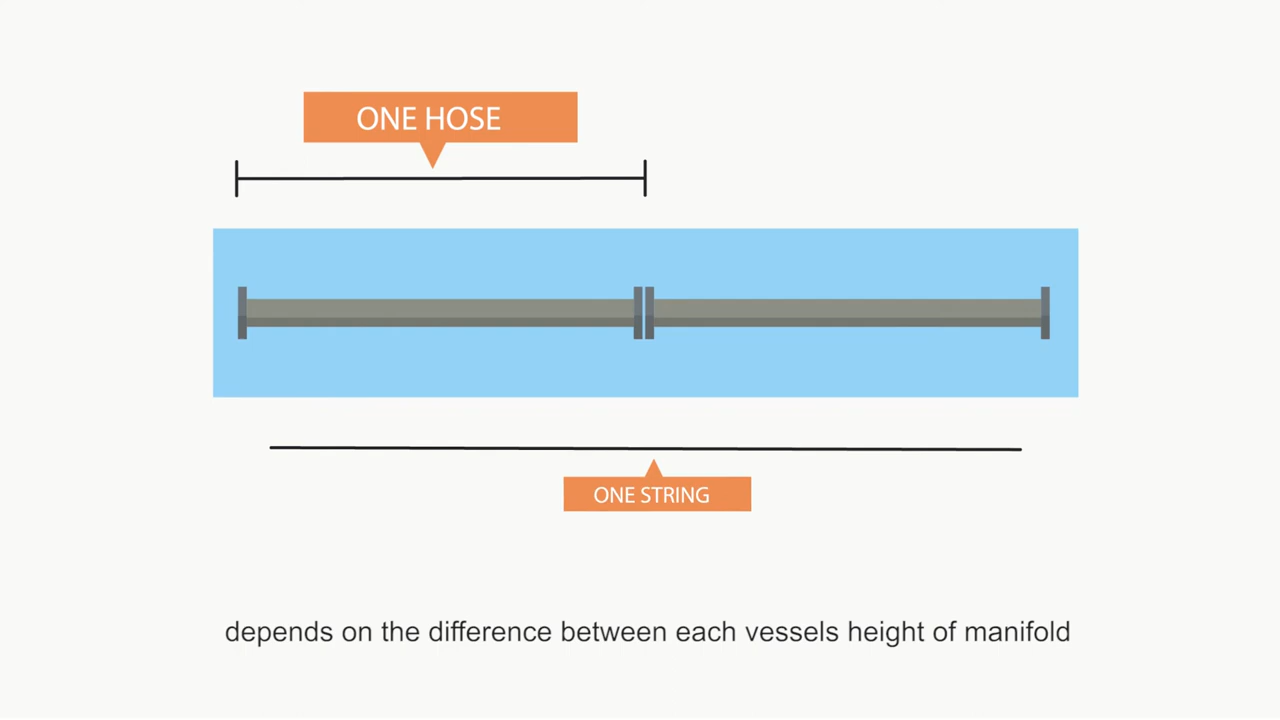 ONE HOSE
ONE STRING
depends on the difference between each vessels height of manifold